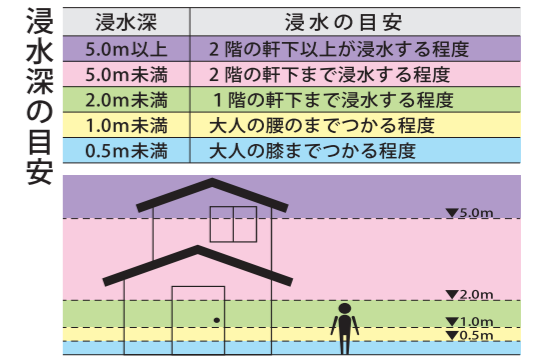 浸水深の目安
浸水深 浸水の目安
5.0m以上 2階の軒下以上が浸水する程度
5.0m未満 2階の軒下まで浸水する程度
2.0m未満 1階の軒下まで浸水する程度
1.0m未満 大人の腰のまでつかる程度
0.5m未満 大人の膝までつかる程度
▼5.0m
▼2.0m
▼1.0m
▼0.5m